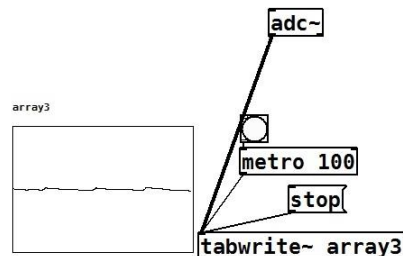 adc~
array3
metro 100
stop
tabwrite~ array3